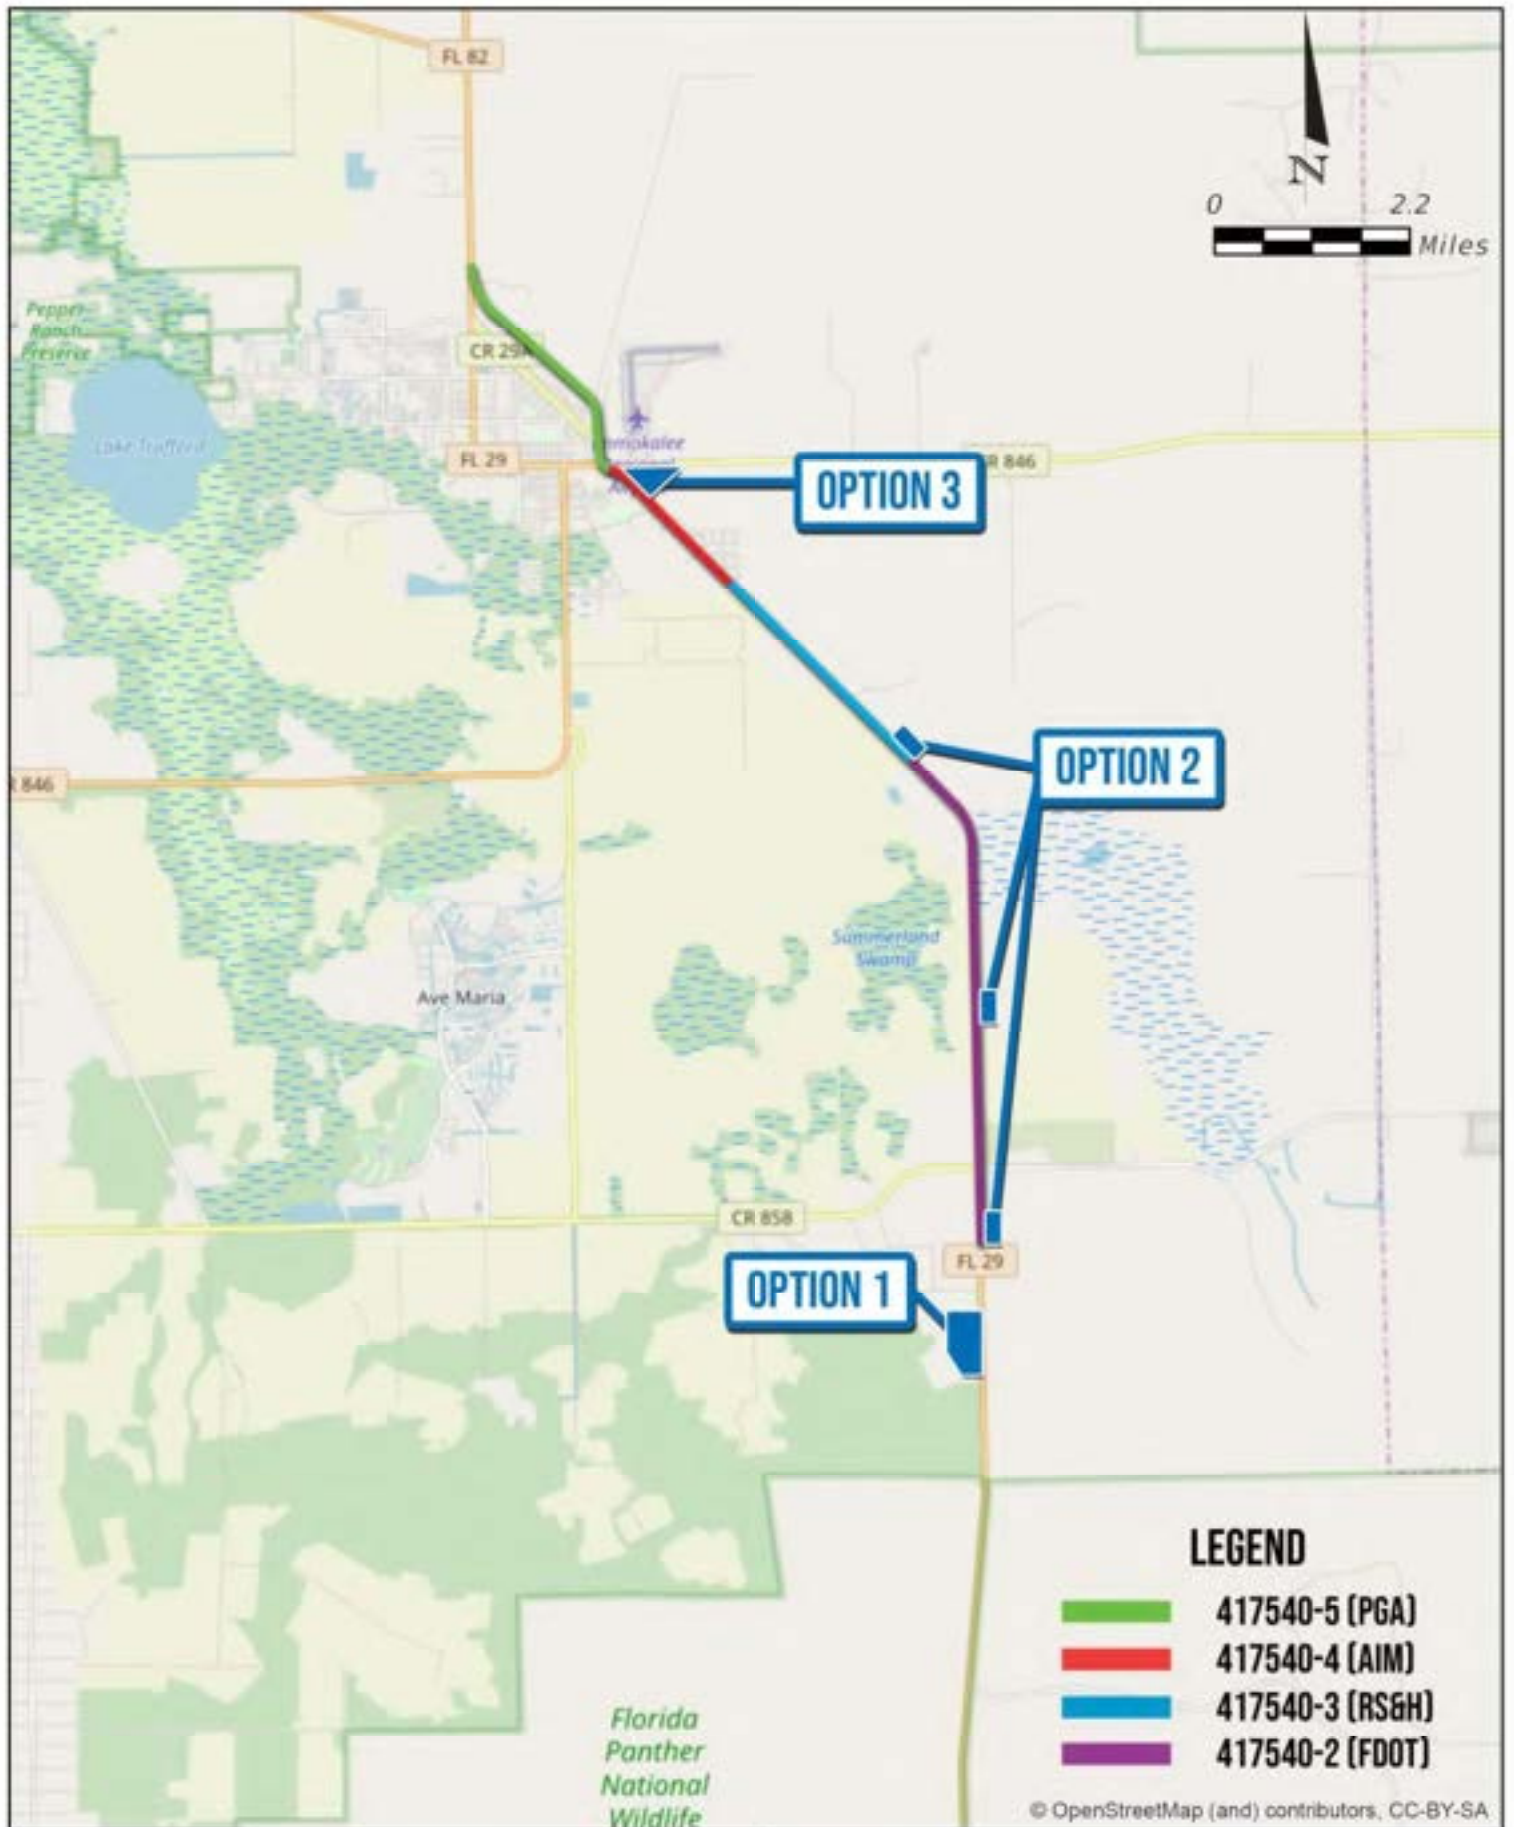 FL 82
N
0 2.2
Miles
Pepper
Ranch
Preserve
CR 29A
Lake Trafford
FL 29
OPTION 3
846
OPTION 2
846
Summerland
Swamp
Ave Maria
CR 858
FL 29
OPTION 1
LEGEND
417540-5 (PGA)
417540-4 (AIM)
417540-3 (RS&H)
417540-2 (FDOT)
Florida
Panther
National
Wildlife
© OpenStreetMap (and) contributors, CC-BY-SA